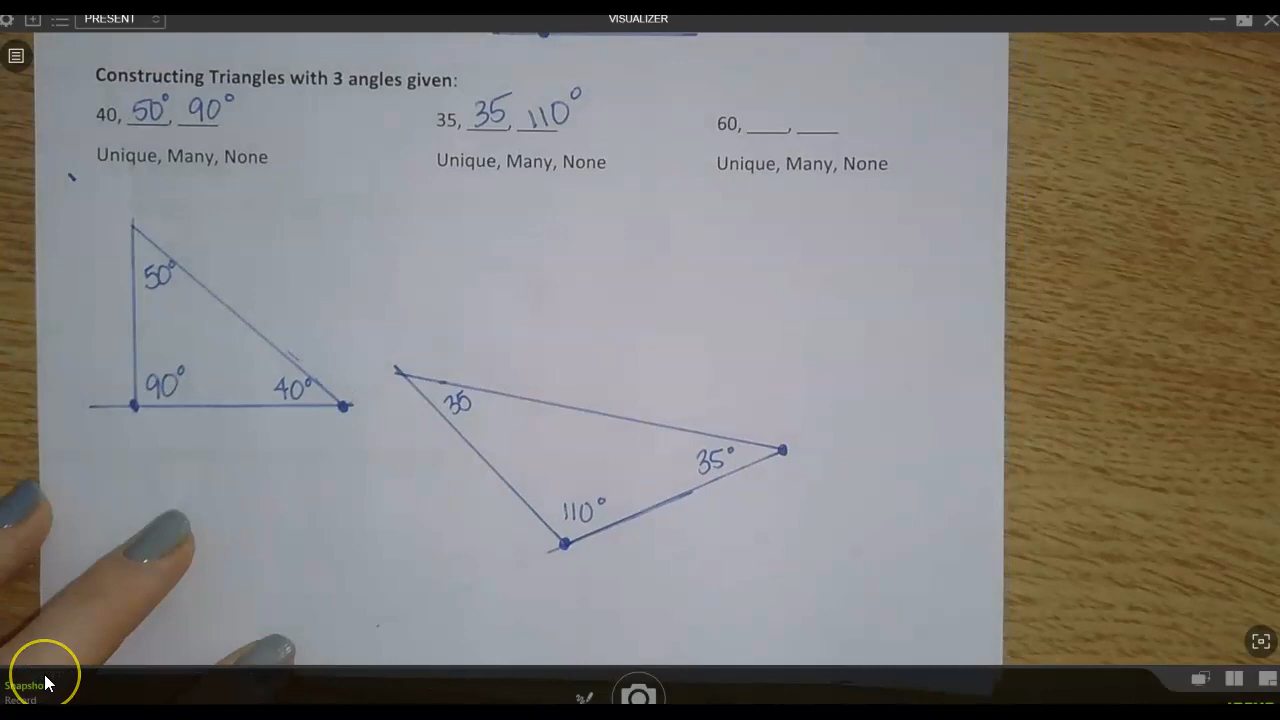 PRESENT
VISUALIZER
Constructing Triangles with 3 angles given:
40, 50°, 90°
Unique, Many, None
35, 35, 110°
Unique, Many, None
60, ____, ____
Unique, Many, None
50°
90°
40°
35
35°
110°
Record